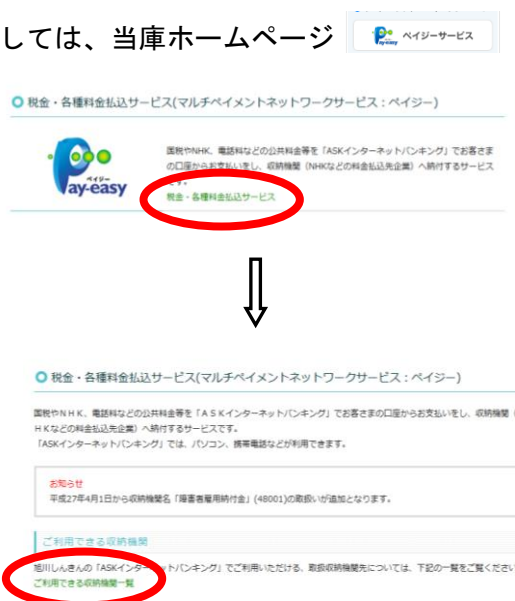 しては、当庫ホームページ
Pay-easy ペイジーサービス
税金・各種料金払込サービス(マルチペイメントネットワークサービス：ペイジー)
国税やNHK、電話料などの公共料金等を「ASKインターネットバンキング」でお客さま
の口座からお支払いをし、収納機関（NHKなどの料金払込先企業）へ納付するサービス
です。
ペイジー
Pay-easy
税金・各種料金払込サービス
税金・各種料金払込サービス(マルチペイメントネットワークサービス：ペイジー)
国税やＮＨＫ、電話料などの公共料金等を「ＡＳＫインターネットバンキング」でお客さまの口座からお支払いをし、収納機関（
ＨＫなどの料金払込先企業）へ納付するサービスです。
「ASKインターネットバンキング」では、パソコン、携帯電話などが利用できます。
お知らせ
平成27年4月1日から収納機関名「障害者雇用納付金」(48001)の取扱いが追加となります。
ご利用できる収納機関
旭川しんきんの「ASKインターネットバンキング」でご利用いただける、取扱収納機関先については、下記の一覧をご覧ください
ご利用できる収納機関一覧